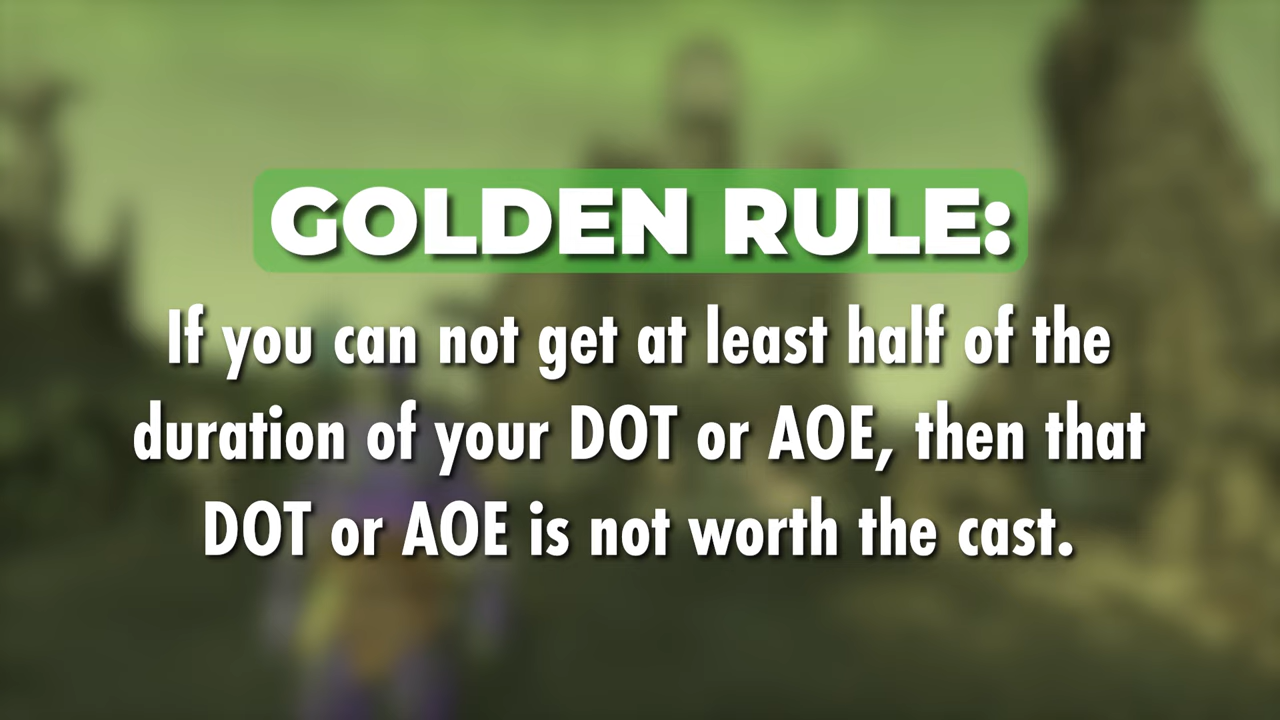 GOLDEN RULE:
If you can not get at least half of the
duration of your DOT or AOE, then that
DOT or AOE is not worth the cast.